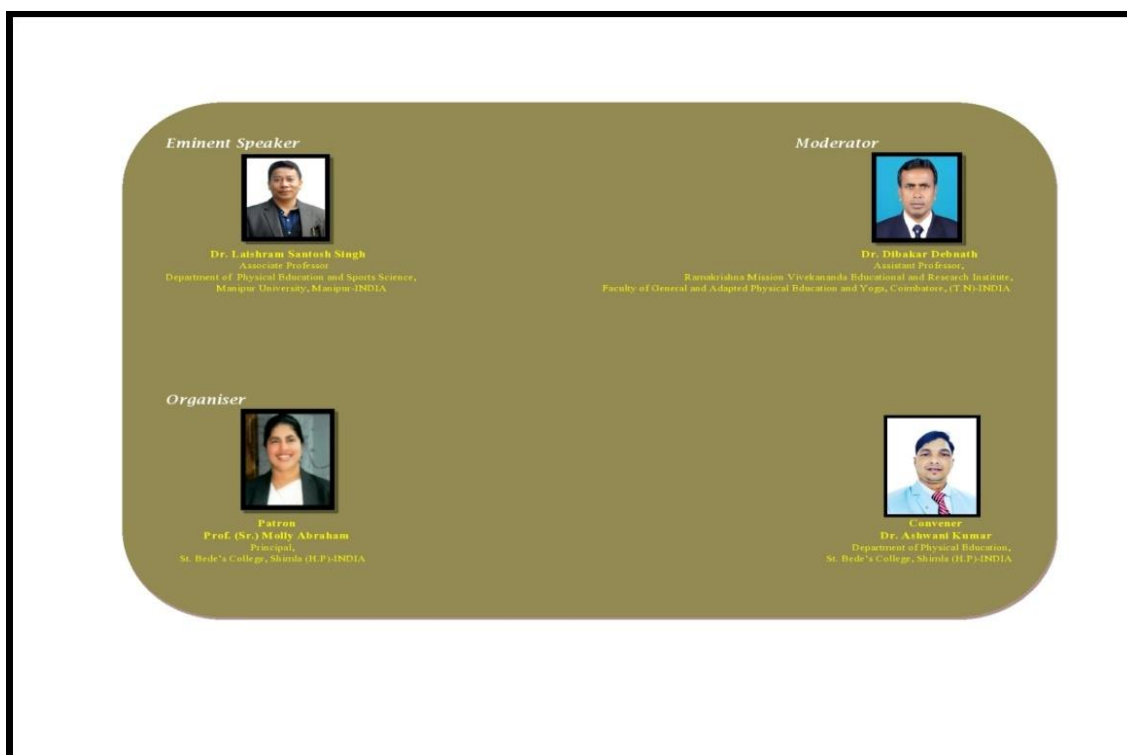 Eminent Speaker
Dr. Laishram Santosh Singh
Associate Professor
Department of Physical Education and Sports Science,
Manipur University, Manipur-INDIA
Moderator
Dr. Dibakar Debnath
Assistant Professor,
Ramakrishna Mission Vivekananda Educational and Research Institute,
Faculty of General and Adapted Physical Education and Yoga, Coimbatore, (T.N)-INDIA
Organiser
Patron
Prof. (Sr.) Molly Abraham
Principal,
St. Bede's College, Shimla (H.P)-INDIA
Convener
Dr. Ashwani Kumar
Department of Physical Education,
St. Bede's College, Shimla (H.P)-INDIA